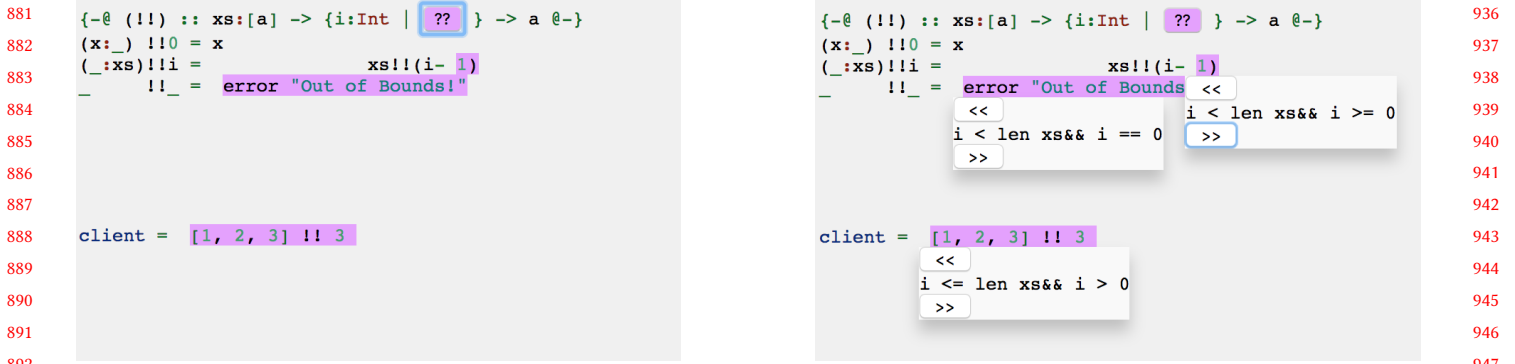 881
{-@ (!!) :: xs:[a] -> {i:Int | ?? } -> a @-}
882
(x:_) !!0 = x
(_:xs)!!i = xs!!(i- 1)
883
_ !!_ = error "Out of Bounds!"
884
885
886
887
888
client = [1, 2, 3] !! 3
889
890
891
936
{-@ (!!) :: xs:[a] -> {i:Int | ?? } -> a @-}
937
(x:_) !!0 = x
(_:xs)!!i = xs!!(i- 1)
938
_ !!_ = error "Out of Bounds
<<
i < len xs&& i == 0
>>
<<
i < len xs&& i >= 0
>>
939
940
941
942
943
client = [1, 2, 3] !! 3
<<
i <= len xs&& i > 0
>>
944
945
946